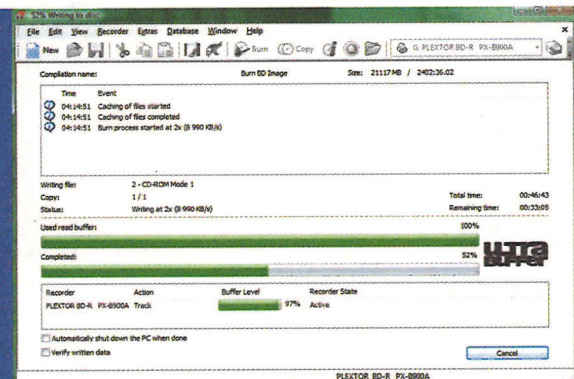 52% Writing to disc
File Edit View Recorder Extras Database Window Help
New Burn Copy G: PLEXTOR BD-R PX-B900A
Compilation name: Burn BD Image Size: 21117 MB / 2402:36.02
Time Event
04:14:51 Caching of files started
04:14:51 Caching of files completed
04:14:51 Burn process started at 2x (8 990 KB/s)
Writing file: 2 - CD-ROM Mode 1
Copy: 1 / 1 Total time: 00:46:43
Status: Writing at 2x (8 990 KB/s) Remaining time: 00:33:05
Used read buffer: 100%
Completed: 52%
ULTRA
BUFFER
Recorder Action Buffer Level Recorder State
PLEXTOR BD-R PX-B900A Track 97% Active
Automatically shut down the PC when done
Verify written data
Cancel
PLEXTOR BD-R PX-B900A